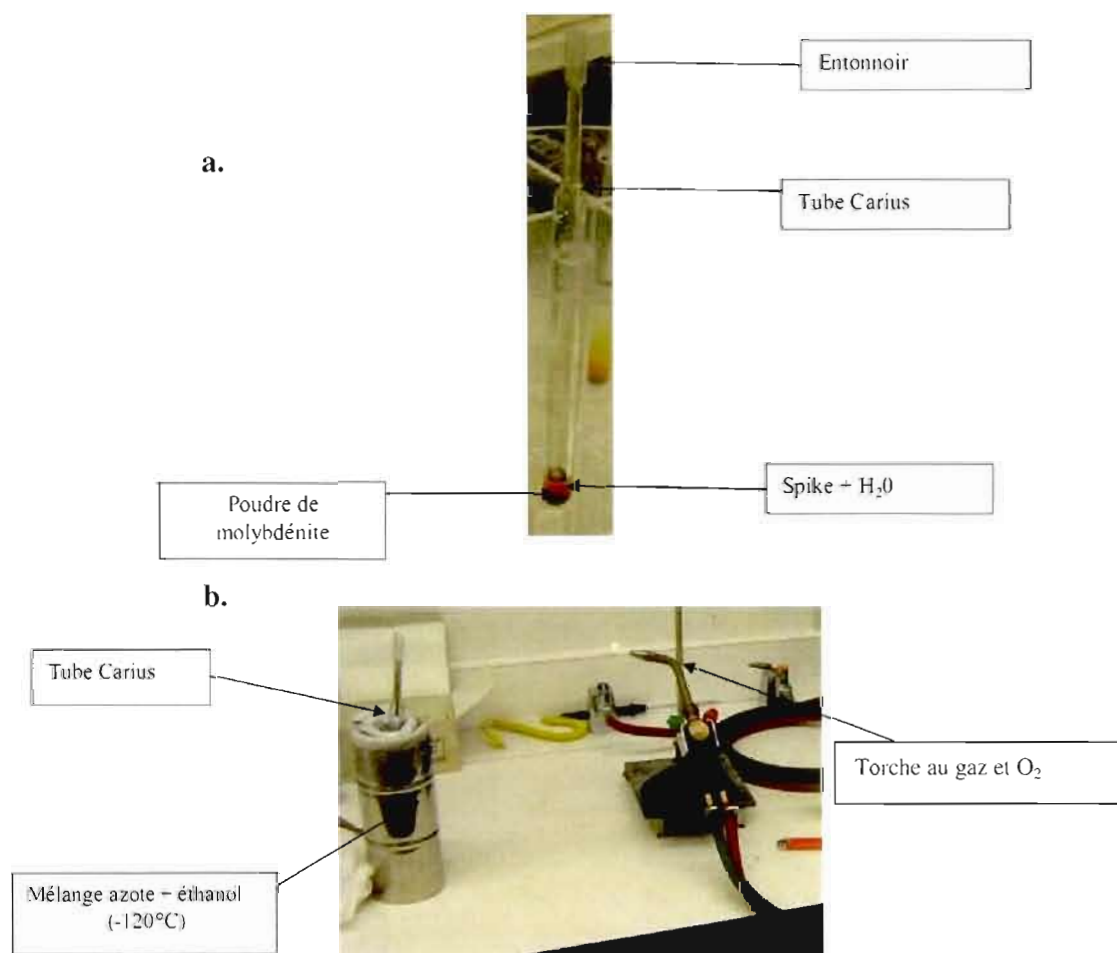 Entonnoir
a.
Tube Carius
Spike + H₂0
Poudre de
molybdénite
b.
Tube Carius
Torche au gaz et O₂
Mélange azote + éthanol
(-120°C)